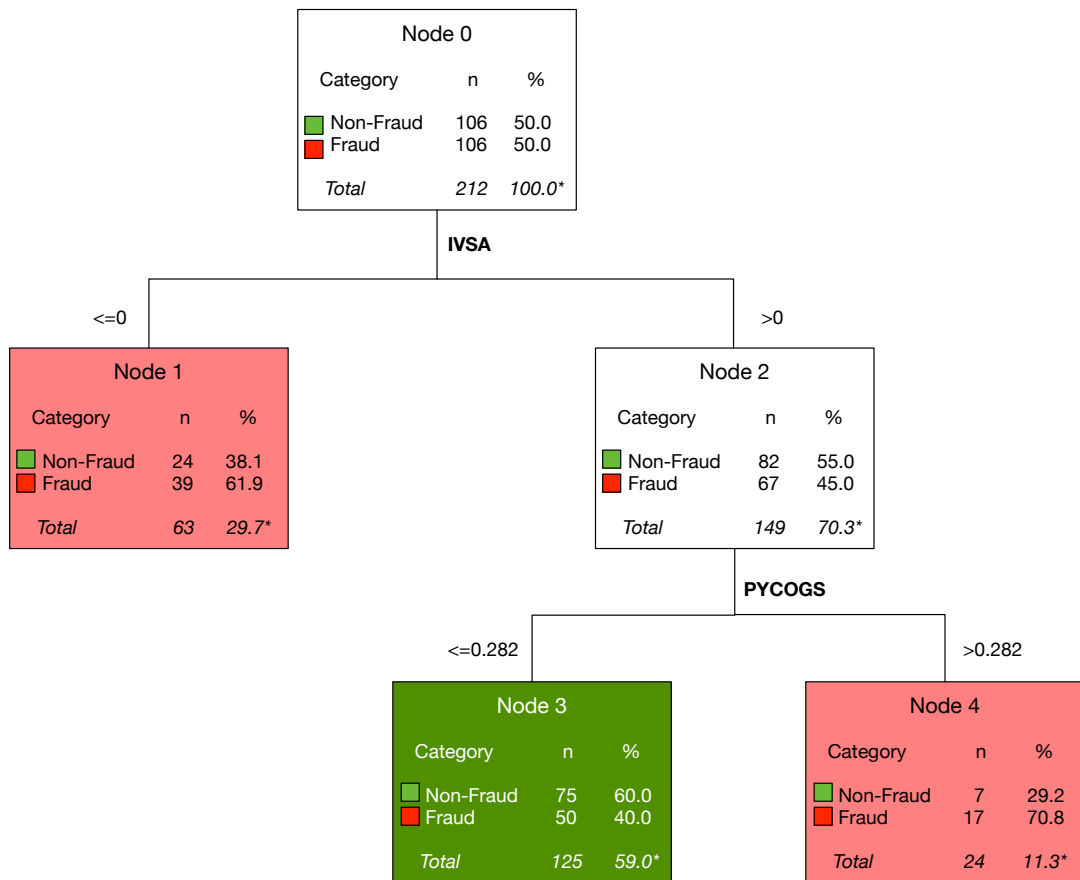 Node 0
Category n %
Non-Fraud 106 50.0
Fraud 106 50.0
Total 212 100.0*
IVSA
<=0
>0
Node 1
Category n %
Non-Fraud 24 38.1
Fraud 39 61.9
Total 63 29.7*
Node 2
Category n %
Non-Fraud 82 55.0
Fraud 67 45.0
Total 149 70.3*
PYCOGS
<=0.282
>0.282
Node 3
Category n %
Non-Fraud 75 60.0
Fraud 50 40.0
Total 125 59.0*
Node 4
Category n %
Non-Fraud 7 29.2
Fraud 17 70.8
Total 24 11.3*